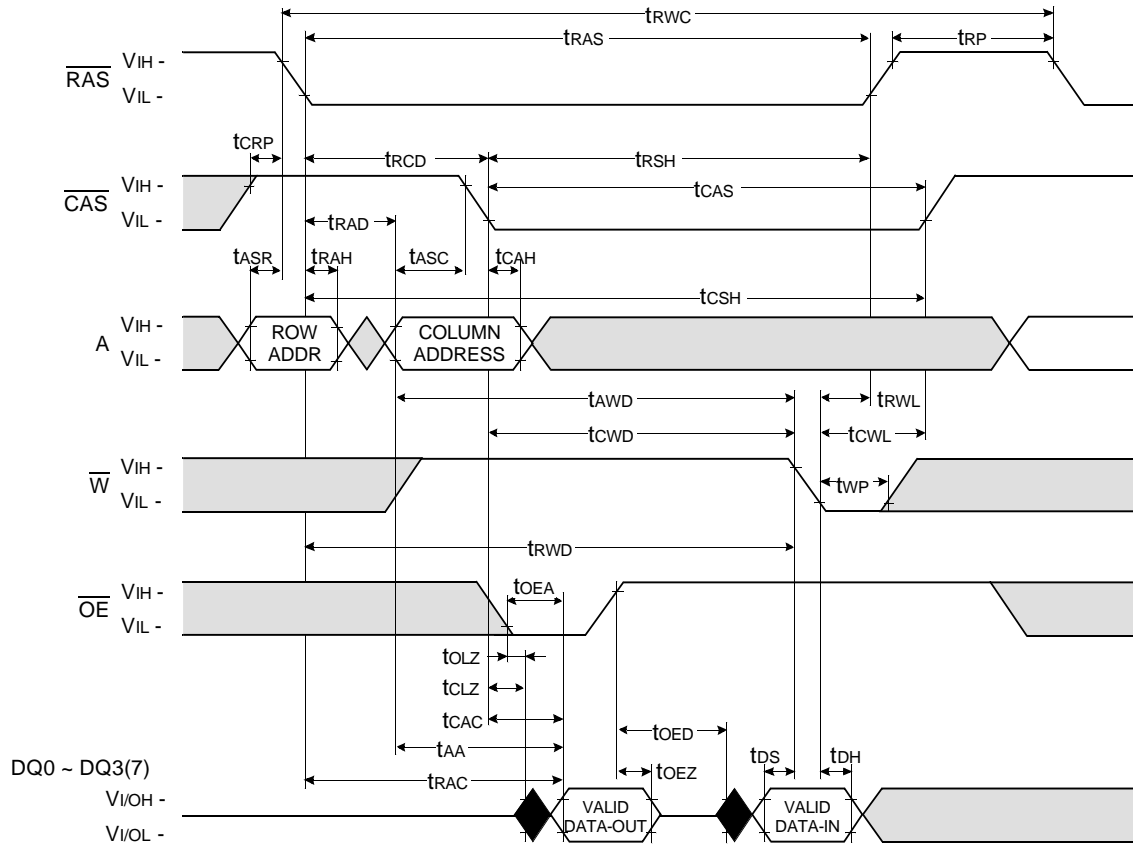 tRWC
tRAS
tRP
RAS
VIH -
VIL -
tCRP
tRCD
tRSH
CAS
VIH -
VIL -
tCAS
tRAD
tASR
tRAH
tASC
tCAH
tCSH
A
VIH -
VIL -
ROW
ADDR
COLUMN
ADDRESS
tAWD
tRWL
tCWD
tCWL
W
VIH -
VIL -
tWP
tRWD
OE
VIH -
VIL -
tOEA
tOLZ
tCLZ
tCAC
tOED
tAA
tOEZ
tDS
tDH
DQ0 ~ DQ3(7)
tRAC
VI/OH -
VI/OL -
VALID
DATA-OUT
VALID
DATA-IN